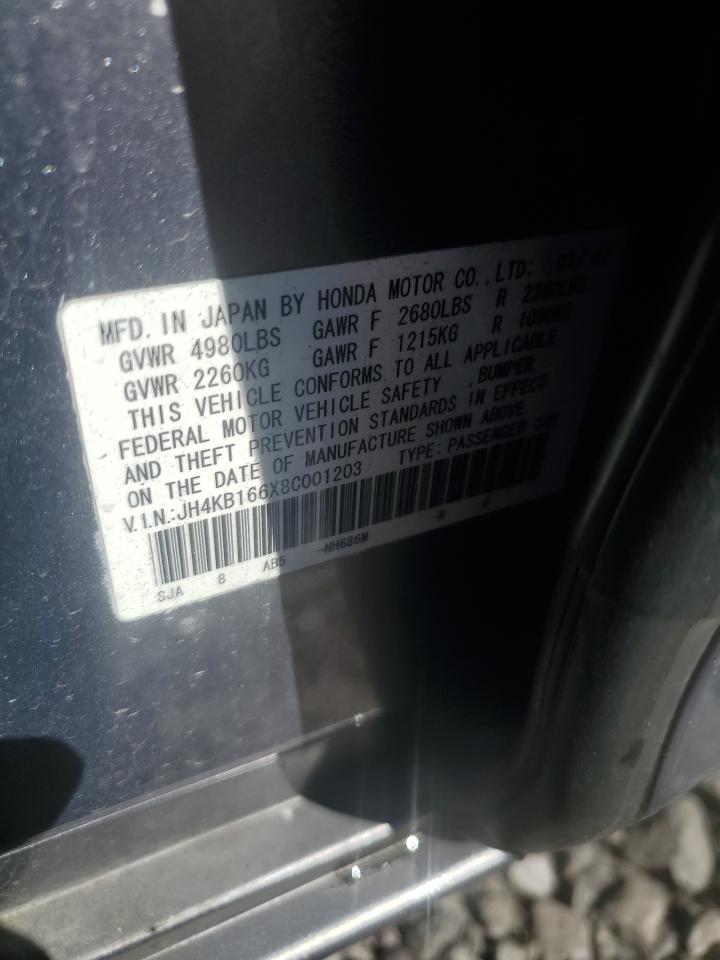 MFD. IN JAPAN BY HONDA MOTOR CO., LTD:
GVWR 4980LBS GAWR F 2680LBS R
GVWR 2260KG GAWR F 1215KG R
THIS VEHICLE CONFORMS TO ALL APPLICABLE
FEDERAL MOTOR VEHICLE SAFETY , BUMPER,
AND THEFT PREVENTION STANDARDS IN EFFECT
ON THE DATE OF MANUFACTURE SHOWN ABOVE
V.I.N.:JH4KB166X8C001203 TYPE: PASSENGER CAR
SJA 8 AB5 -NH686M